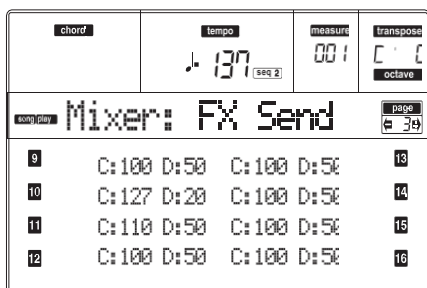 chord tempo measure transpose
137 seq 2 001
octave
song play Mixer: FX Send page
3
9 C:100 D:50 C:100 D:50 13
10 C:127 D:20 C:100 D:50 14
11 C:110 D:50 C:100 D:50 15
12 C:100 D:50 C:100 D:50 16